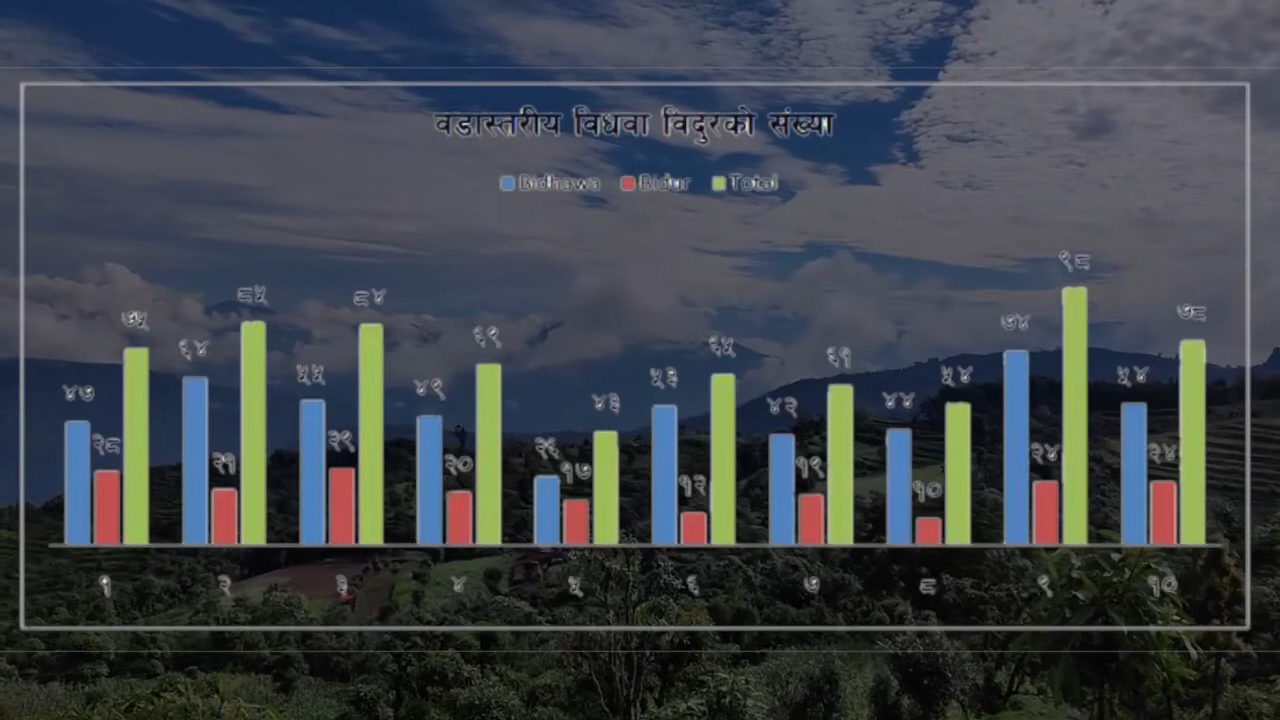 वडास्तरीय विधवा विदुरको संख्या
Bidhawa Bidur Total
४७ २८ ७५
६४ २१ ८५
५५ २९ ८४
४९ २० ६९
२६ १७ ४३
५३ १२ ६५
४२ १९ ६१
४४ १० ५४
७४ २४ ९८
५४ २४ ७८
१ २ ३ ४ ५ ६ ७ ८ ९ १०